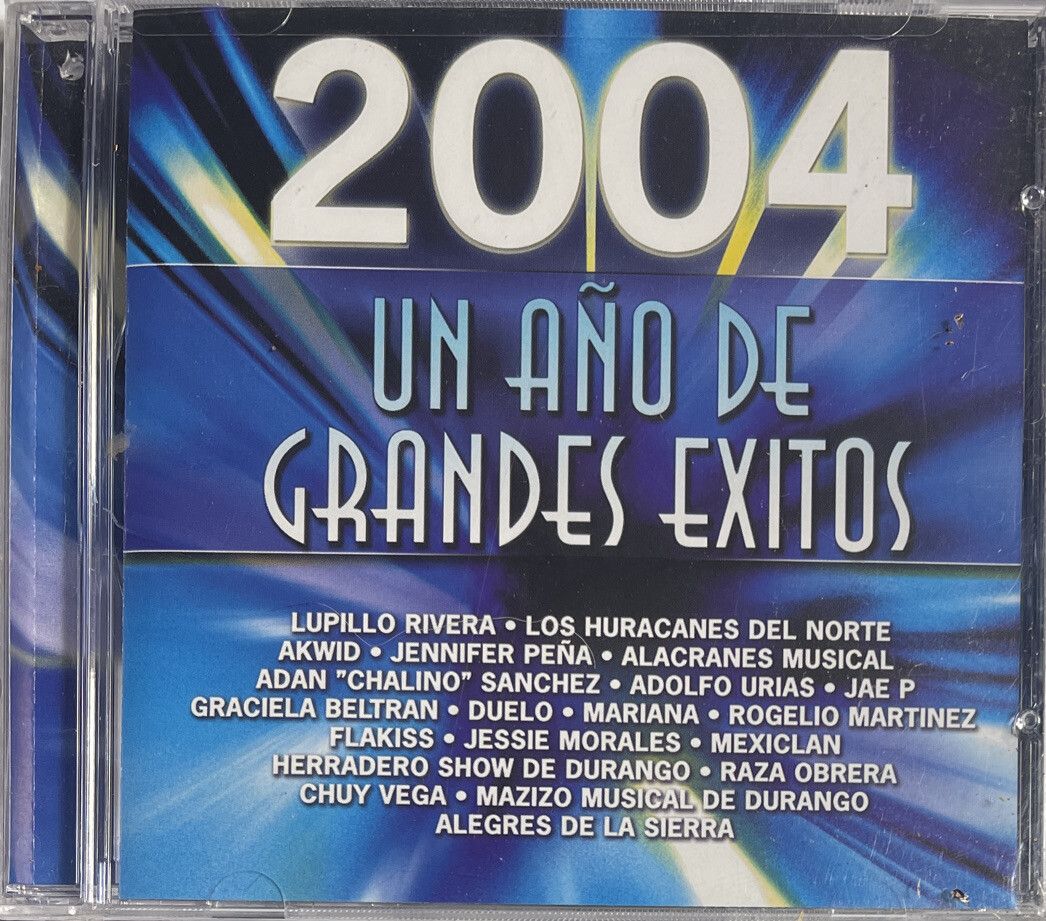 2004
UN AÑO DE
GRANDES EXITOS
LUPILLO RIVERA • LOS HURACANES DEL NORTE
AKWID • JENNIFER PEÑA • ALACRANES MUSICAL
ADAN "CHALINO" SANCHEZ • ADOLFO URIAS • JAE P
GRACIELA BELTRAN • DUELO • MARIANA • ROGELIO MARTINEZ
FLAKISS • JESSIE MORALES • MEXICLAN
HERRADERO SHOW DE DURANGO • RAZA OBRERA
CHUY VEGA • MAZIZO MUSICAL DE DURANGO
ALEGRES DE LA SIERRA